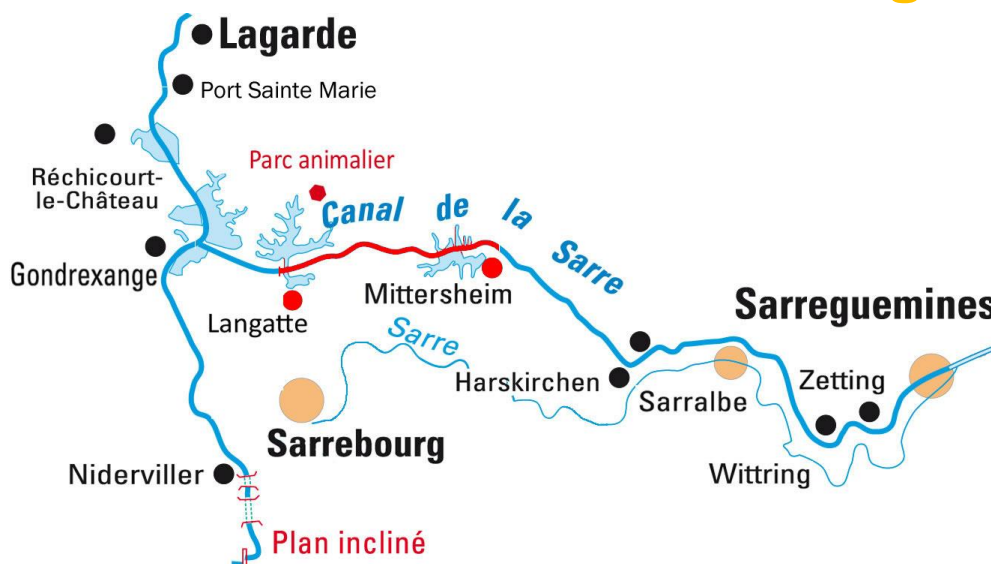 Lagarde
Port Sainte Marie
Réchicourt-
le-Château
Parc animalier
Canal de la Sarre
Gondrexange
Langatte
Mittersheim
Sarreguemines
Sarre
Harskirchen
Sarralbe
Zetting
Sarrebourg
Wittring
Niderviller
Plan incliné